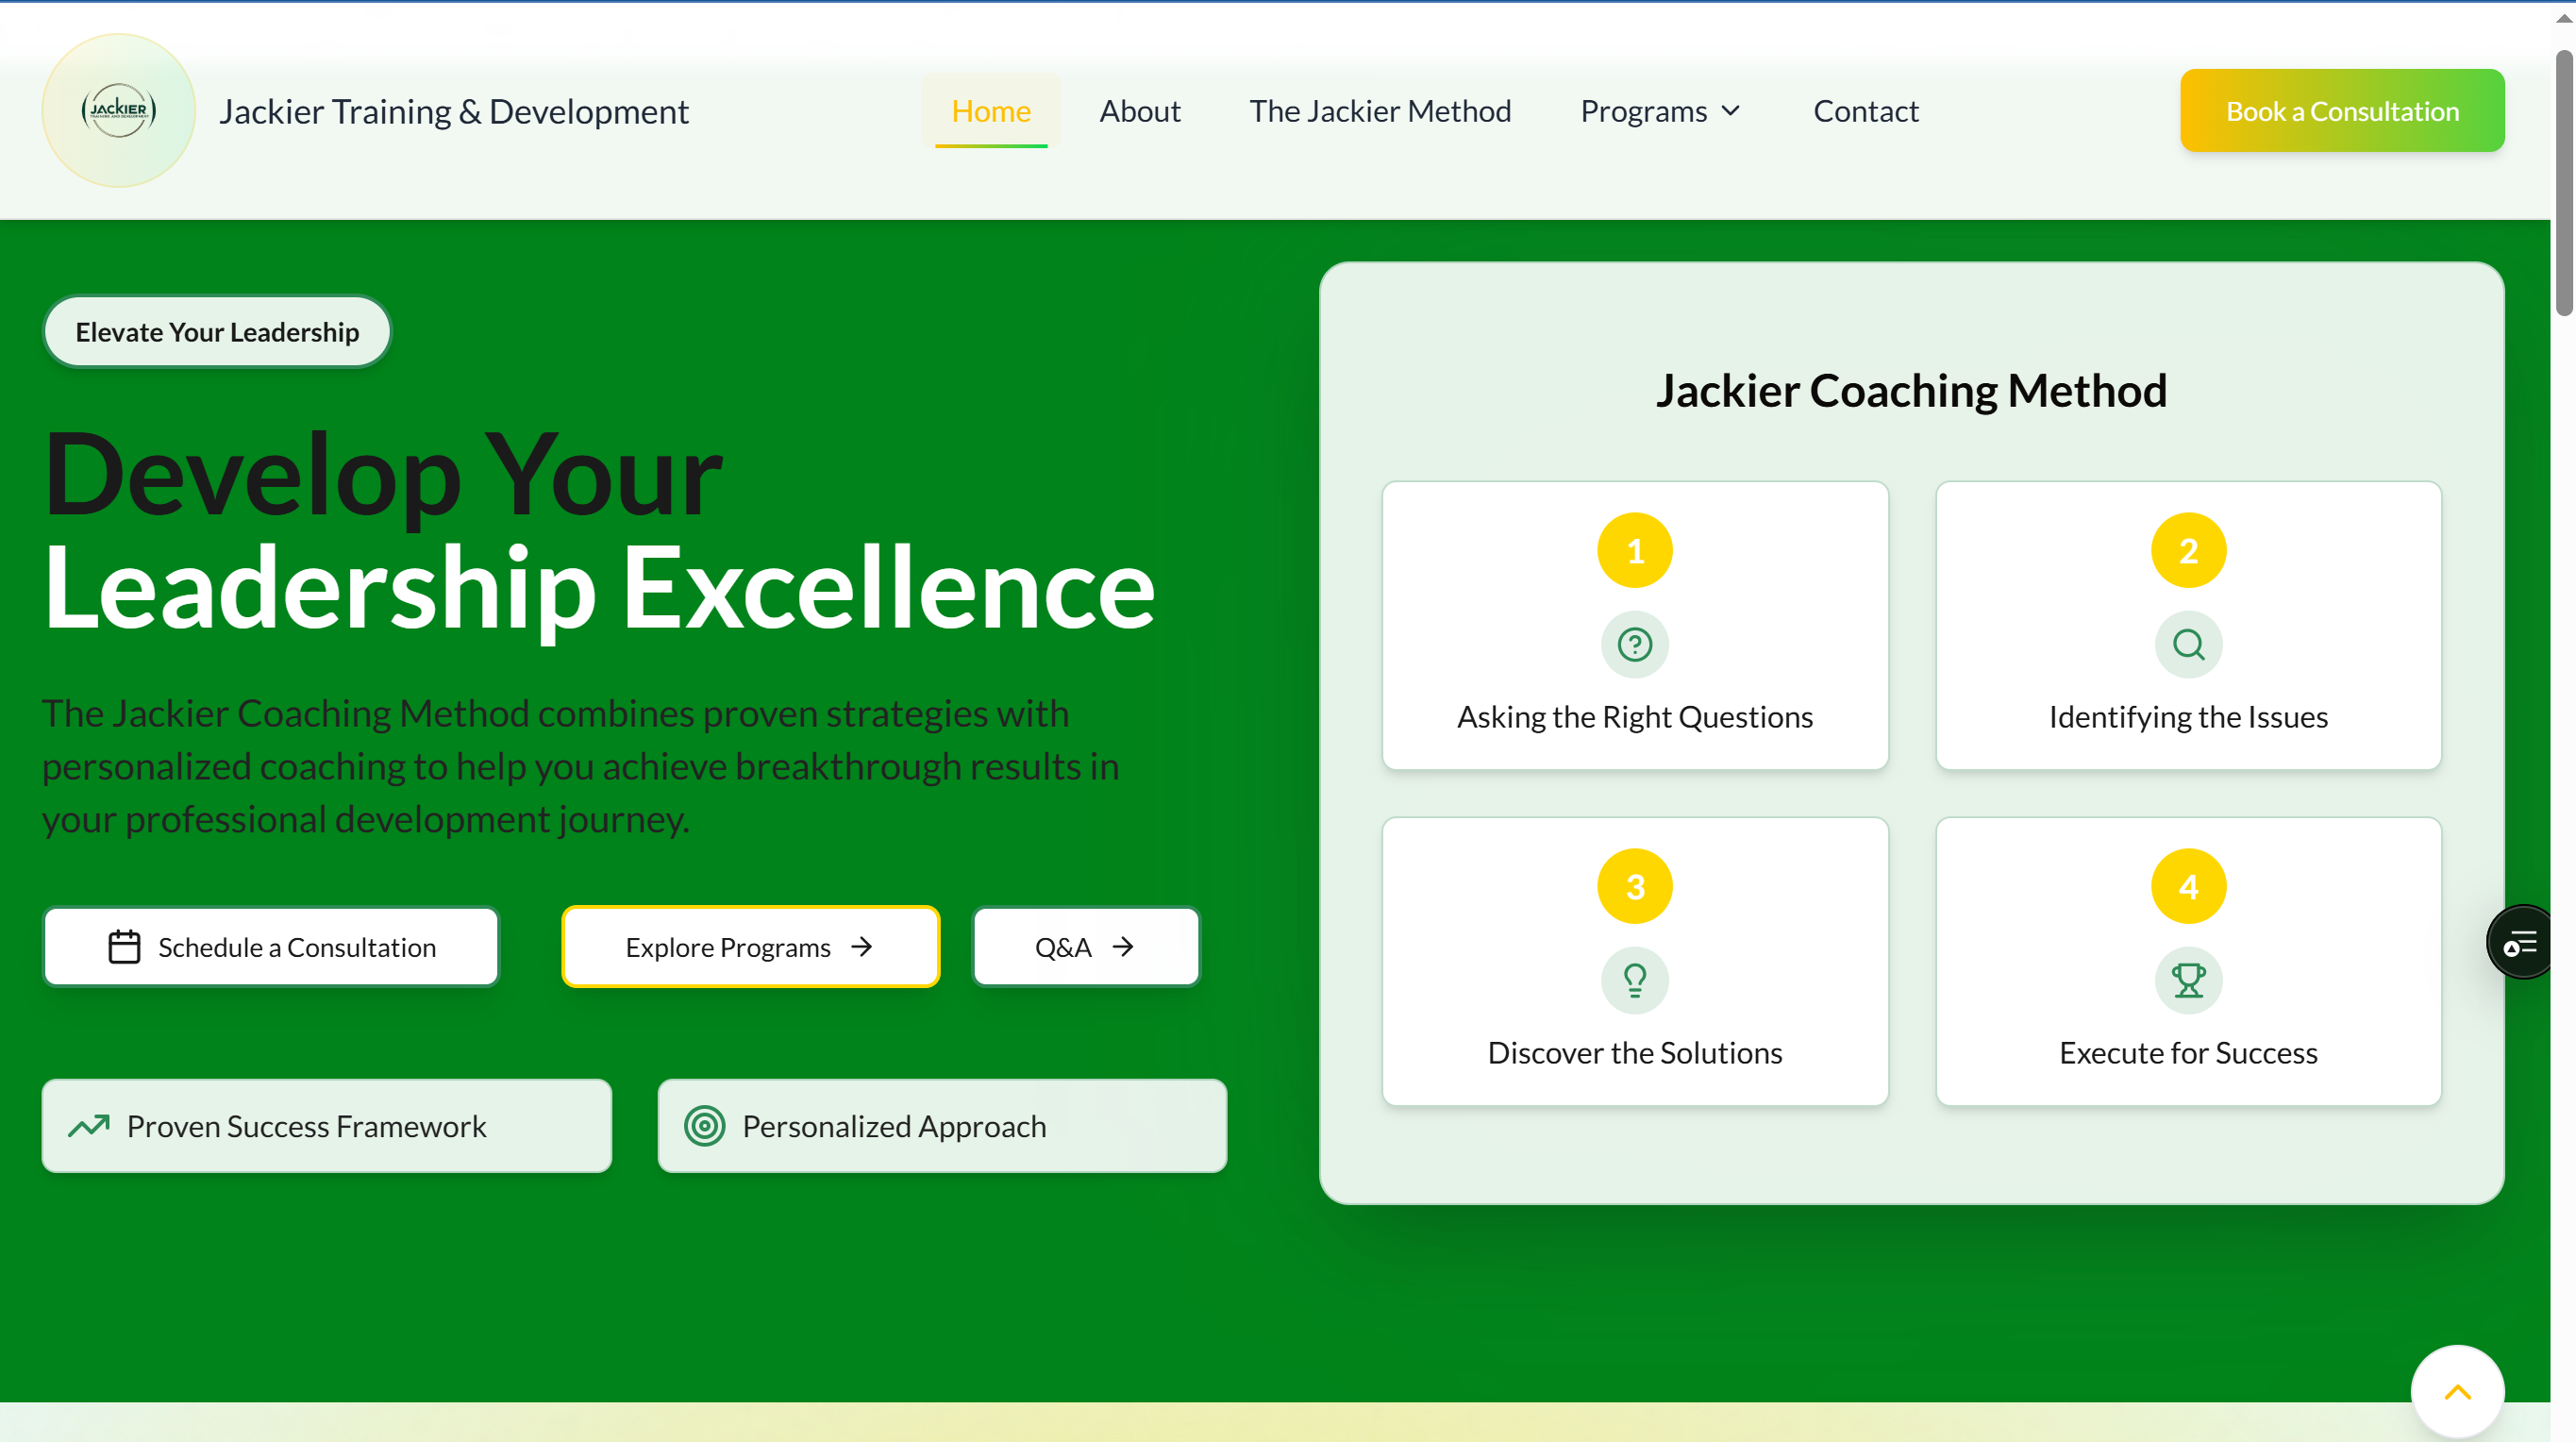 JACKIER
TRAINING AND DEVELOPMENT
Jackier Training & Development
Home
About
The Jackier Method
Programs
Contact
Book a Consultation
Elevate Your Leadership
Develop Your
Leadership Excellence
The Jackier Coaching Method combines proven strategies with
personalized coaching to help you achieve breakthrough results in
your professional development journey.
Schedule a Consultation
Explore Programs
Q&A
Proven Success Framework
Personalized Approach
Jackier Coaching Method
1
Asking the Right Questions
2
Identifying the Issues
3
Discover the Solutions
4
Execute for Success